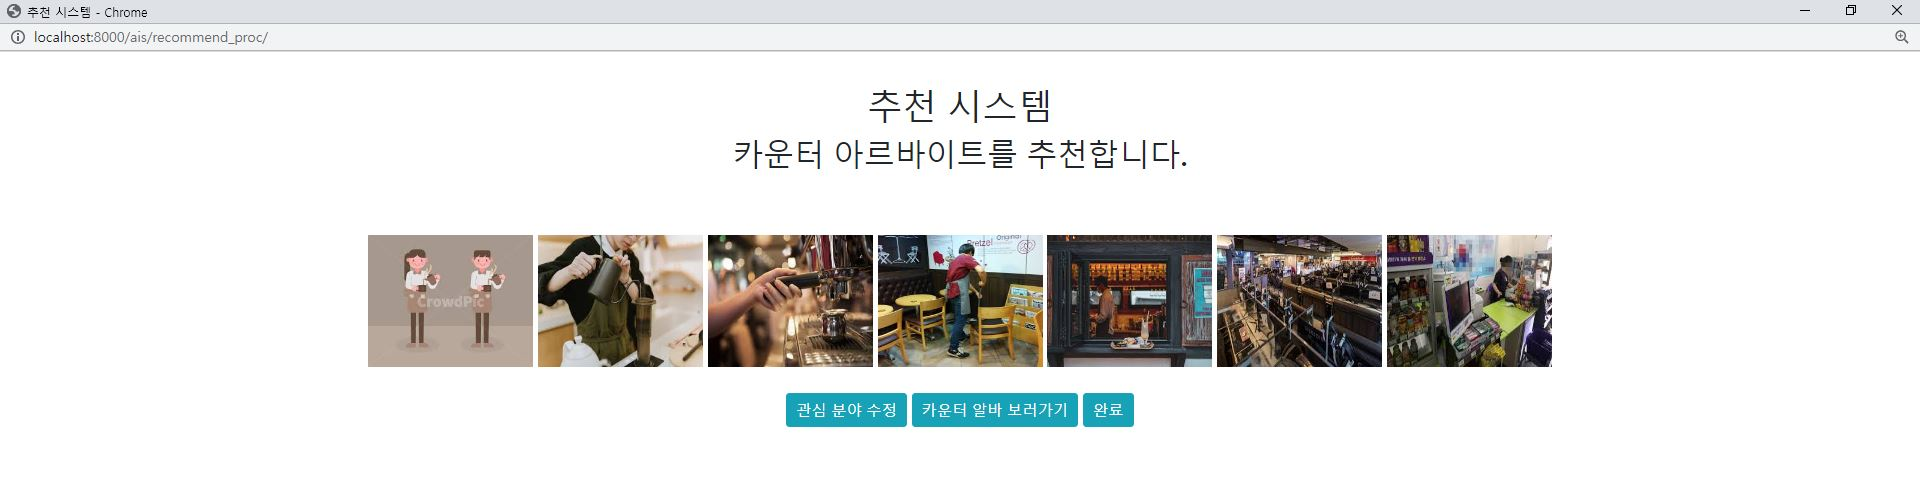 추천 시스템 - Chrome
localhost:8000/ais/recommend_proc/
추천 시스템
카운터 아르바이트를 추천합니다.
CrowdPic
Pretzel Original
관심 분야 수정 카운터 알바 보러가기 완료